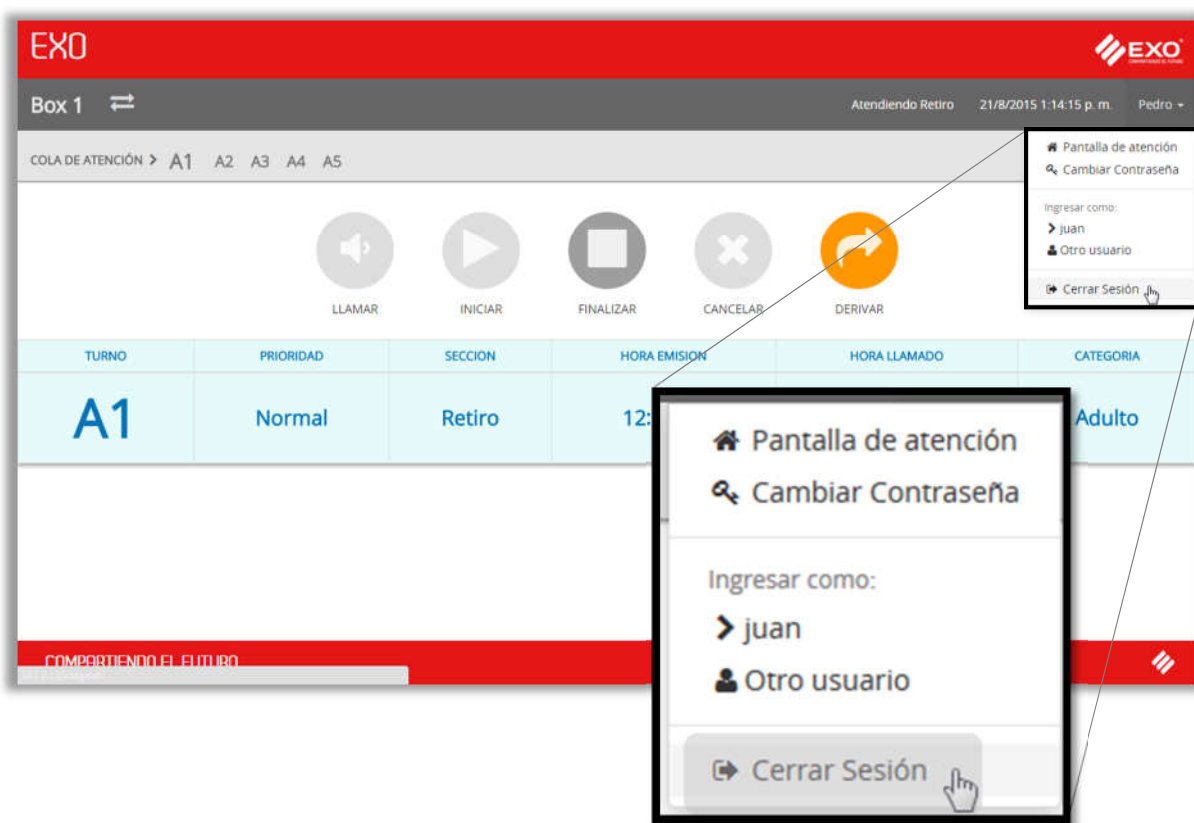 EXO
EXO
Box 1
Atendiendo Retiro 21/8/2015 1:14:15 p. m. Pedro
COLA DE ATENCIÓN > A1 A2 A3 A4 A5
Pantalla de atención
Cambiar Contraseña
Ingresar como:
juan
Otro usuario
Cerrar Sesión
LLAMAR INICIAR FINALIZAR CANCELAR DERIVAR
TURNO PRIORIDAD SECCION HORA EMISION HORA LLAMADO CATEGORIA
A1 Normal Retiro 12: Adulto
Pantalla de atención
Cambiar Contraseña
Ingresar como:
juan
Otro usuario
Cerrar Sesión
COMPARTIENDO EL FUTURO